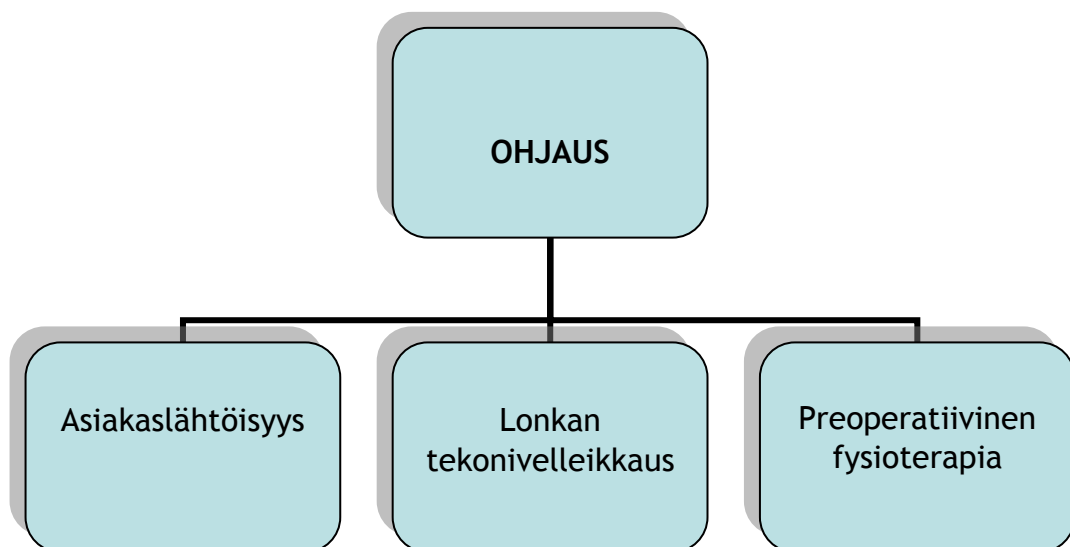 OHJAUS
Asiakaslähtöisyys
Lonkan
tekonivelleikkaus
Preoperatiivinen
fysioterapia